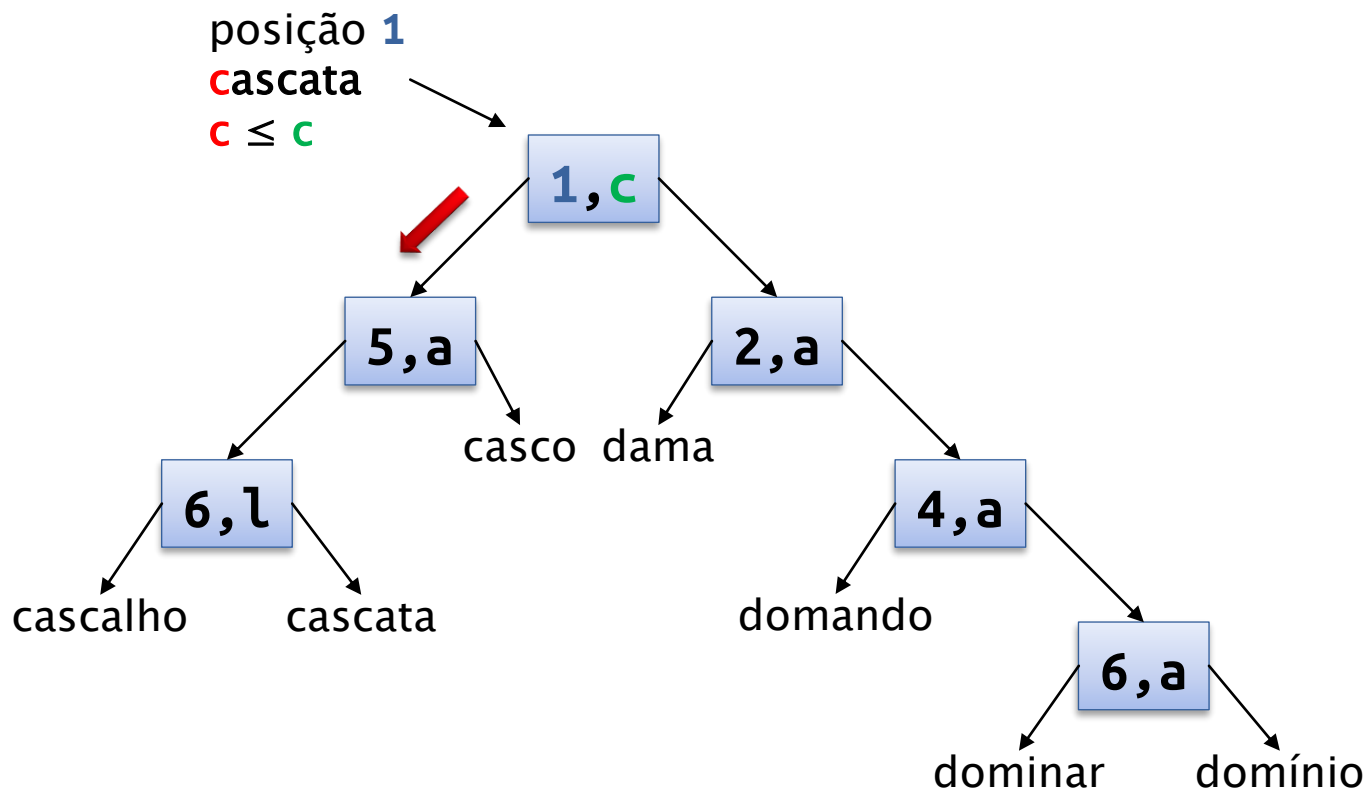 posição 1
cascata
c ≤ c
1,c
5,a
2,a
casco
dama
6,l
4,a
cascalho
cascata
domando
6,a
dominar
domínio